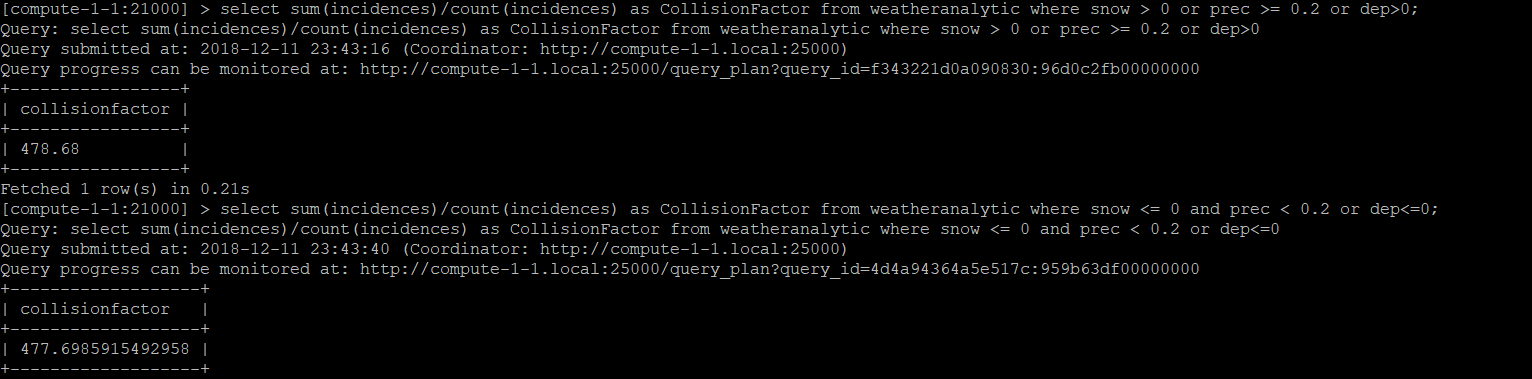 [compute-1-1:21000] > select sum(incidences)/count(incidences) as CollisionFactor from weatheranalytic where snow > 0 or prec >= 0.2 or dep>0;
Query: select sum(incidences)/count(incidences) as CollisionFactor from weatheranalytic where snow > 0 or prec >= 0.2 or dep>0
Query submitted at: 2018-12-11 23:43:16 (Coordinator: http://compute-1-1.local:25000)
Query progress can be monitored at: http://compute-1-1.local:25000/query_plan?query_id=f343221d0a090830:96d0c2fb00000000
+-----------------+
| collisionfactor |
+-----------------+
| 478.68          |
+-----------------+
Fetched 1 row(s) in 0.21s
[compute-1-1:21000] > select sum(incidences)/count(incidences) as CollisionFactor from weatheranalytic where snow <= 0 and prec < 0.2 or dep<=0;
Query: select sum(incidences)/count(incidences) as CollisionFactor from weatheranalytic where snow <= 0 and prec < 0.2 or dep<=0
Query submitted at: 2018-12-11 23:43:40 (Coordinator: http://compute-1-1.local:25000)
Query progress can be monitored at: http://compute-1-1.local:25000/query_plan?query_id=4d4a94364a5e517c:959b63df00000000
+-------------------+
| collisionfactor   |
+-------------------+
| 477.6985915492958 |
+-------------------+